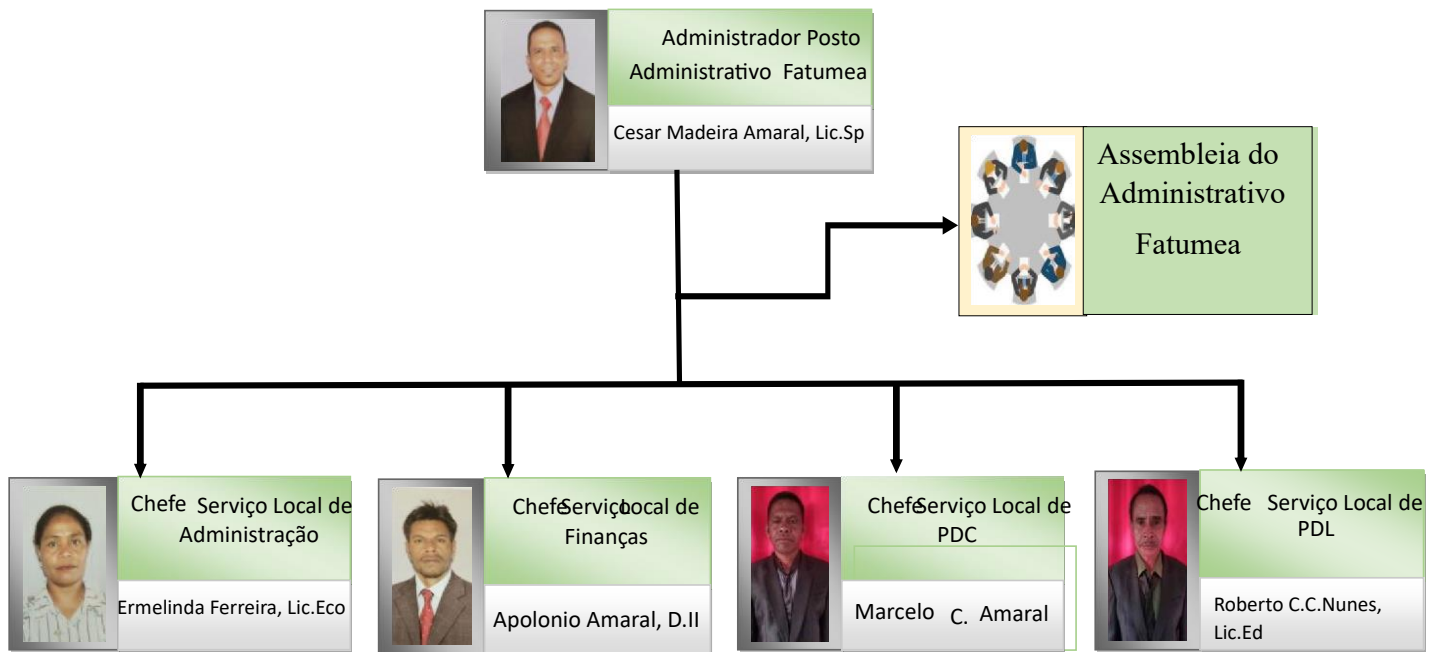 Administrador Posto
Administrativo Fatumea
Cesar Madeira Amaral, Lic.Sp
Assembleia do
Administrativo
Fatumea
Chefe Serviço Local de
Administração
Ermelinda Ferreira, Lic.Eco
Chefe Serviço Local de
Finanças
Apolonio Amaral, D.II
Chefe Serviço Local de
PDC
Marcelo C. Amaral
Chefe Serviço Local de
PDL
Roberto C.C.Nunes,
Lic.Ed